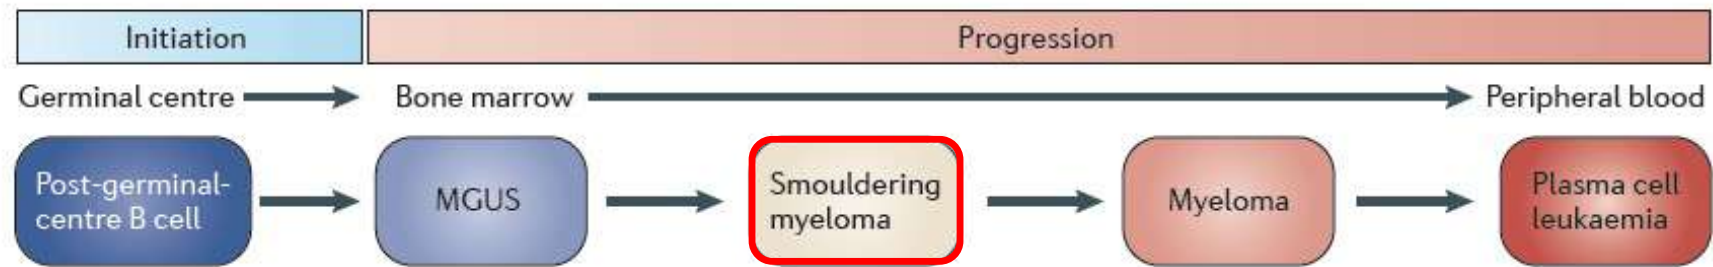 Initiation
Progression
Germinal centre
Bone marrow
Peripheral blood
Post-germinal-
centre B cell
MGUS
Smouldering
myeloma
Myeloma
Plasma cell
leukaemia